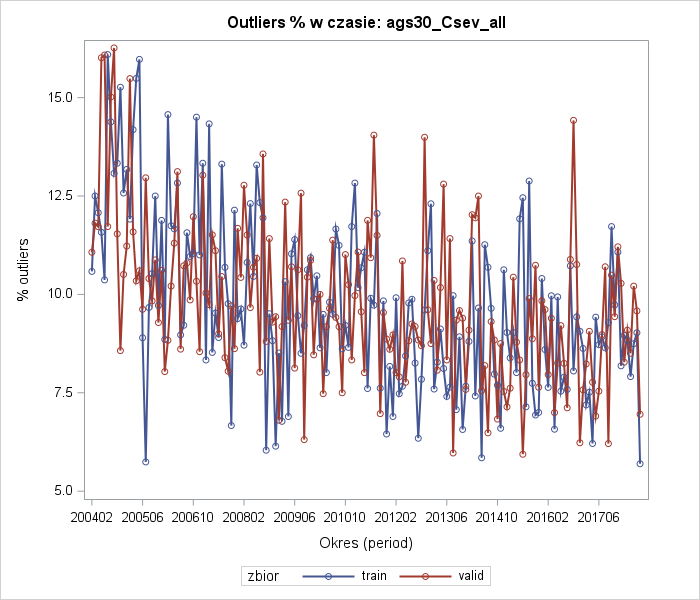 Outliers % w czasie: ags30_Csev_all
% outliers
15.0
12.5
10.0
7.5
5.0
200402 200506 200610 200802 200906 201010 201202 201306 201410 201602 201706
Okres (period)
zbior train valid